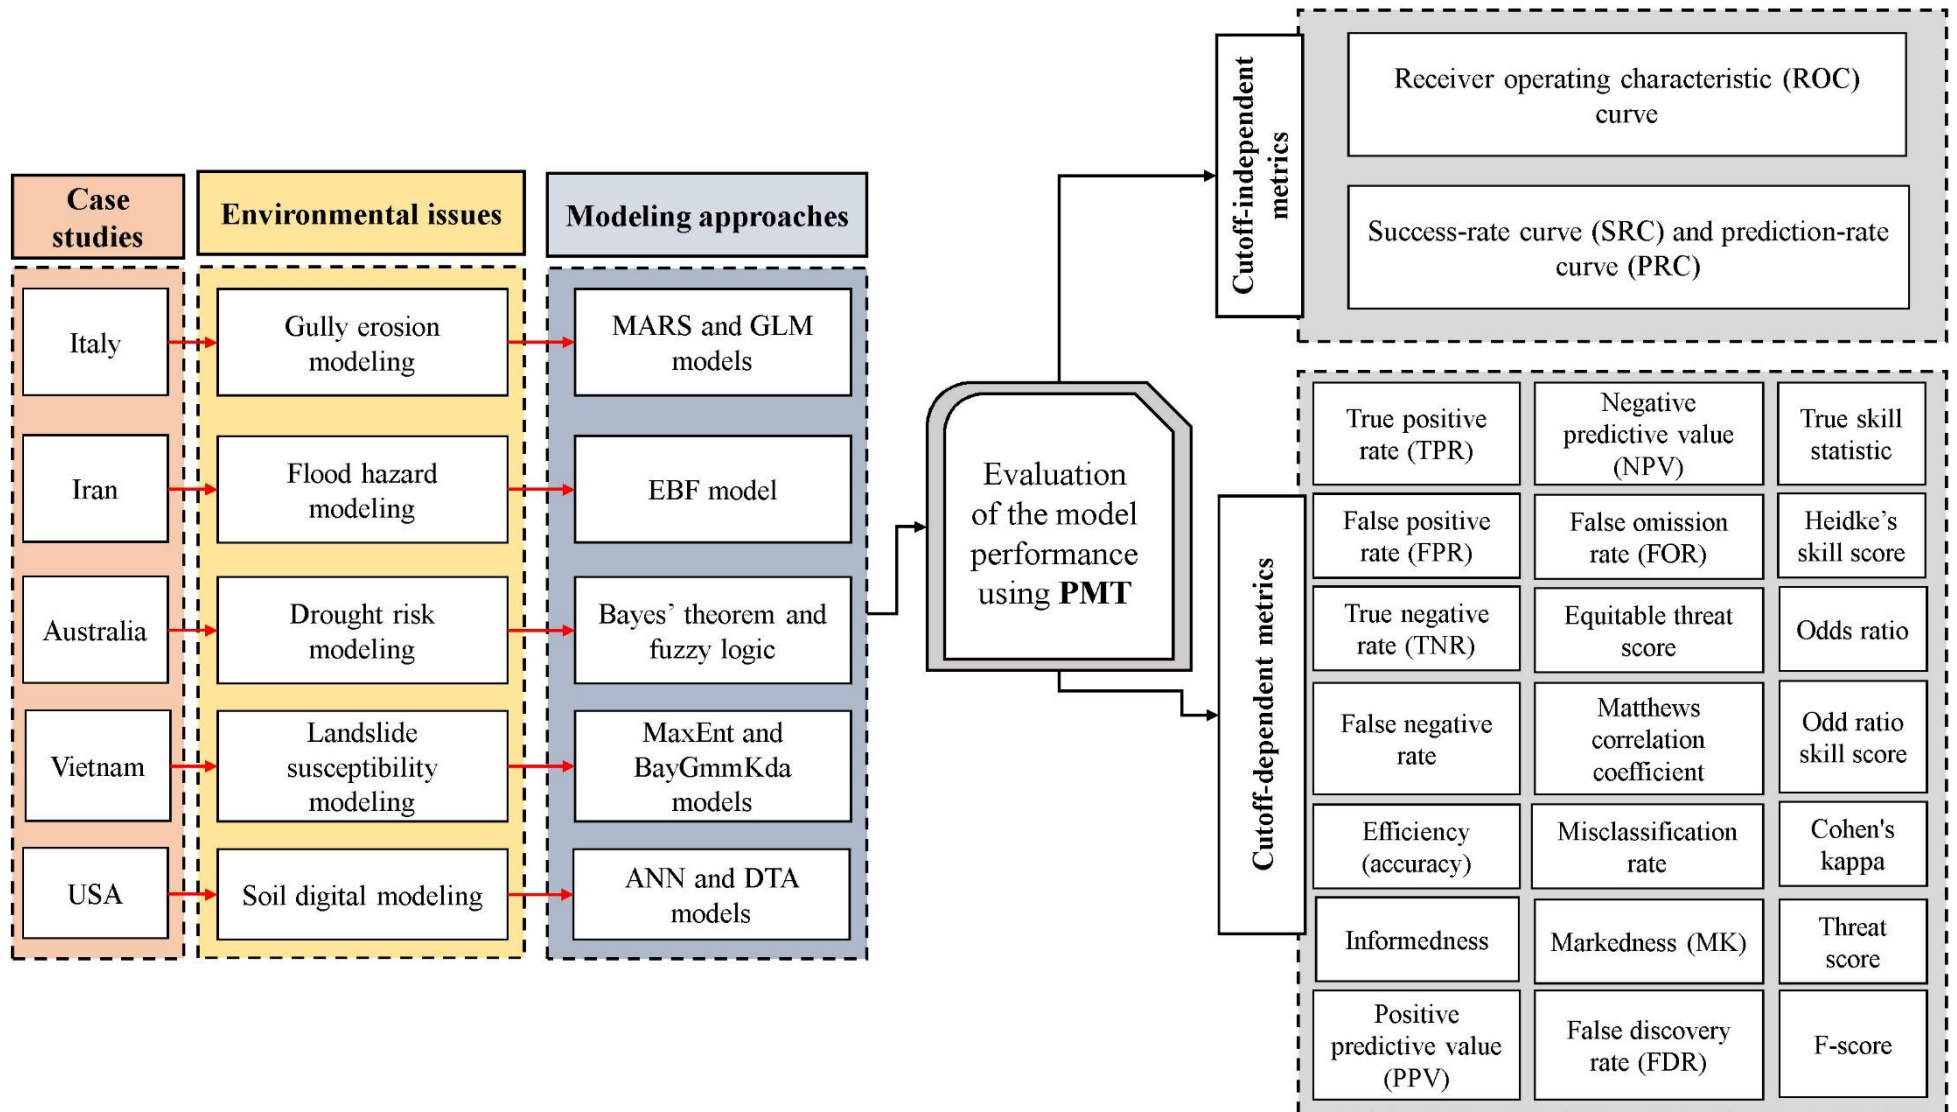 Case
studies
Environmental issues
Modeling approaches
Italy
Gully erosion
modeling
MARS and GLM
models
Iran
Flood hazard
modeling
EBF model
Australia
Drought risk
modeling
Bayes’ theorem and
fuzzy logic
Vietnam
Landslide
susceptibility
modeling
MaxEnt and
BayGmmKda
models
USA
Soil digital modeling
ANN and DTA
models
Evaluation
of the model
performance
using PMT
Cutoff-independent
metrics
Receiver operating characteristic (ROC)
curve
Success-rate curve (SRC) and prediction-rate
curve (PRC)
Cutoff-dependent metrics
True positive
rate (TPR)
Negative
predictive value
(NPV)
True skill
statistic
False positive
rate (FPR)
False omission
rate (FOR)
Heidke’s
skill score
True negative
rate (TNR)
Equitable threat
score
Odds ratio
False negative
rate
Matthews
correlation
coefficient
Odd ratio
skill score
Efficiency
(accuracy)
Misclassification
rate
Cohen's
kappa
Informedness
Markedness (MK)
Threat
score
Positive
predictive value
(PPV)
False discovery
rate (FDR)
F-score